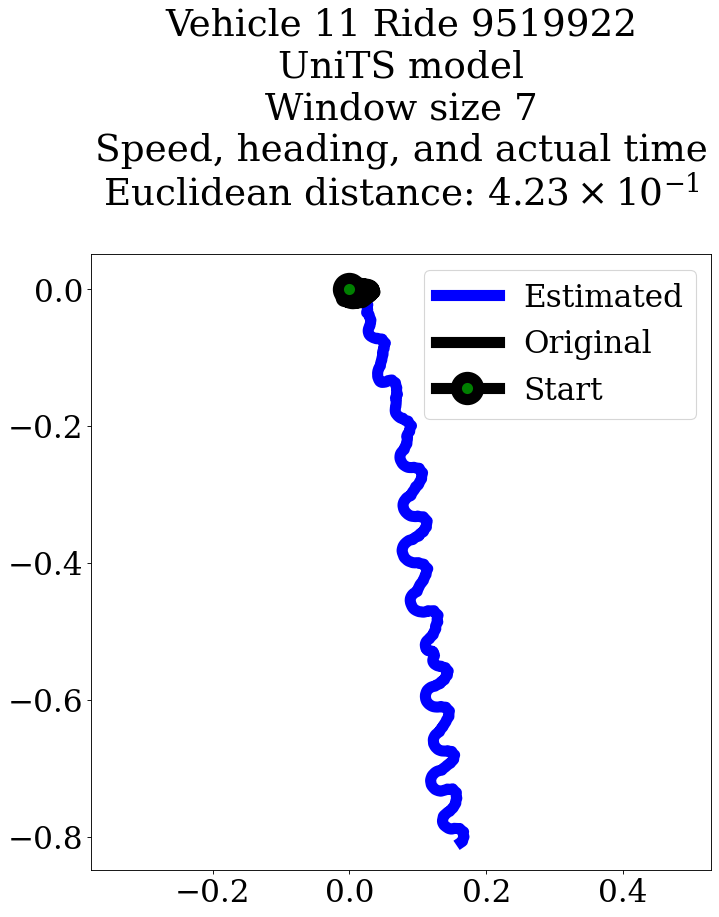 Vehicle 11 Ride 9519922
UniTS model
Window size 7
Speed, heading, and actual time
Euclidean distance: $4.23 × 10^{-1}$
Estimated
Original
Start
0.0
−0.2
−0.4
−0.6
−0.8
−0.2
0.0
0.2
0.4